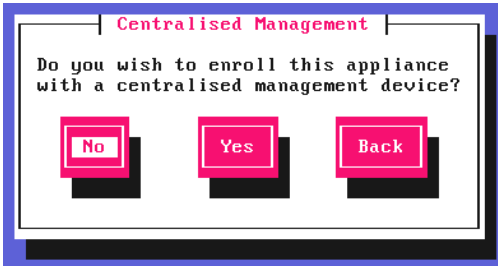 Centralised Management
Do you wish to enroll this appliance
with a centralised management device?
No Yes Back